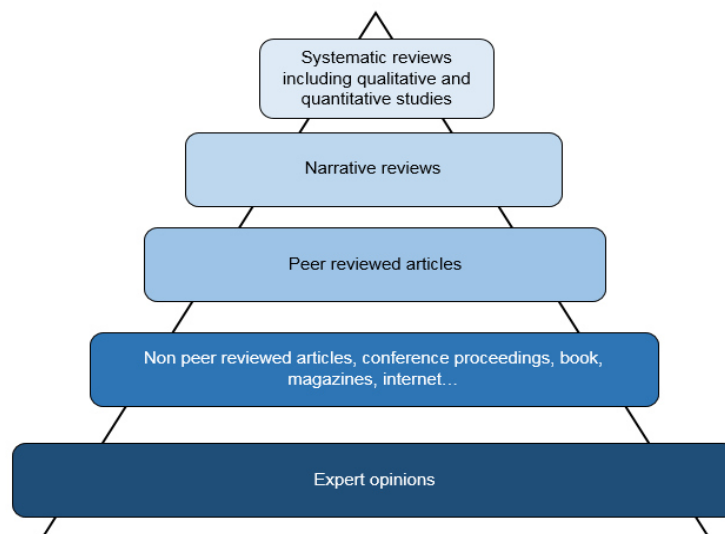 Systematic reviews
including qualitative and
quantitative studies
Narrative reviews
Peer reviewed articles
Non peer reviewed articles, conference proceedings, book,
magazines, internet...
Expert opinions